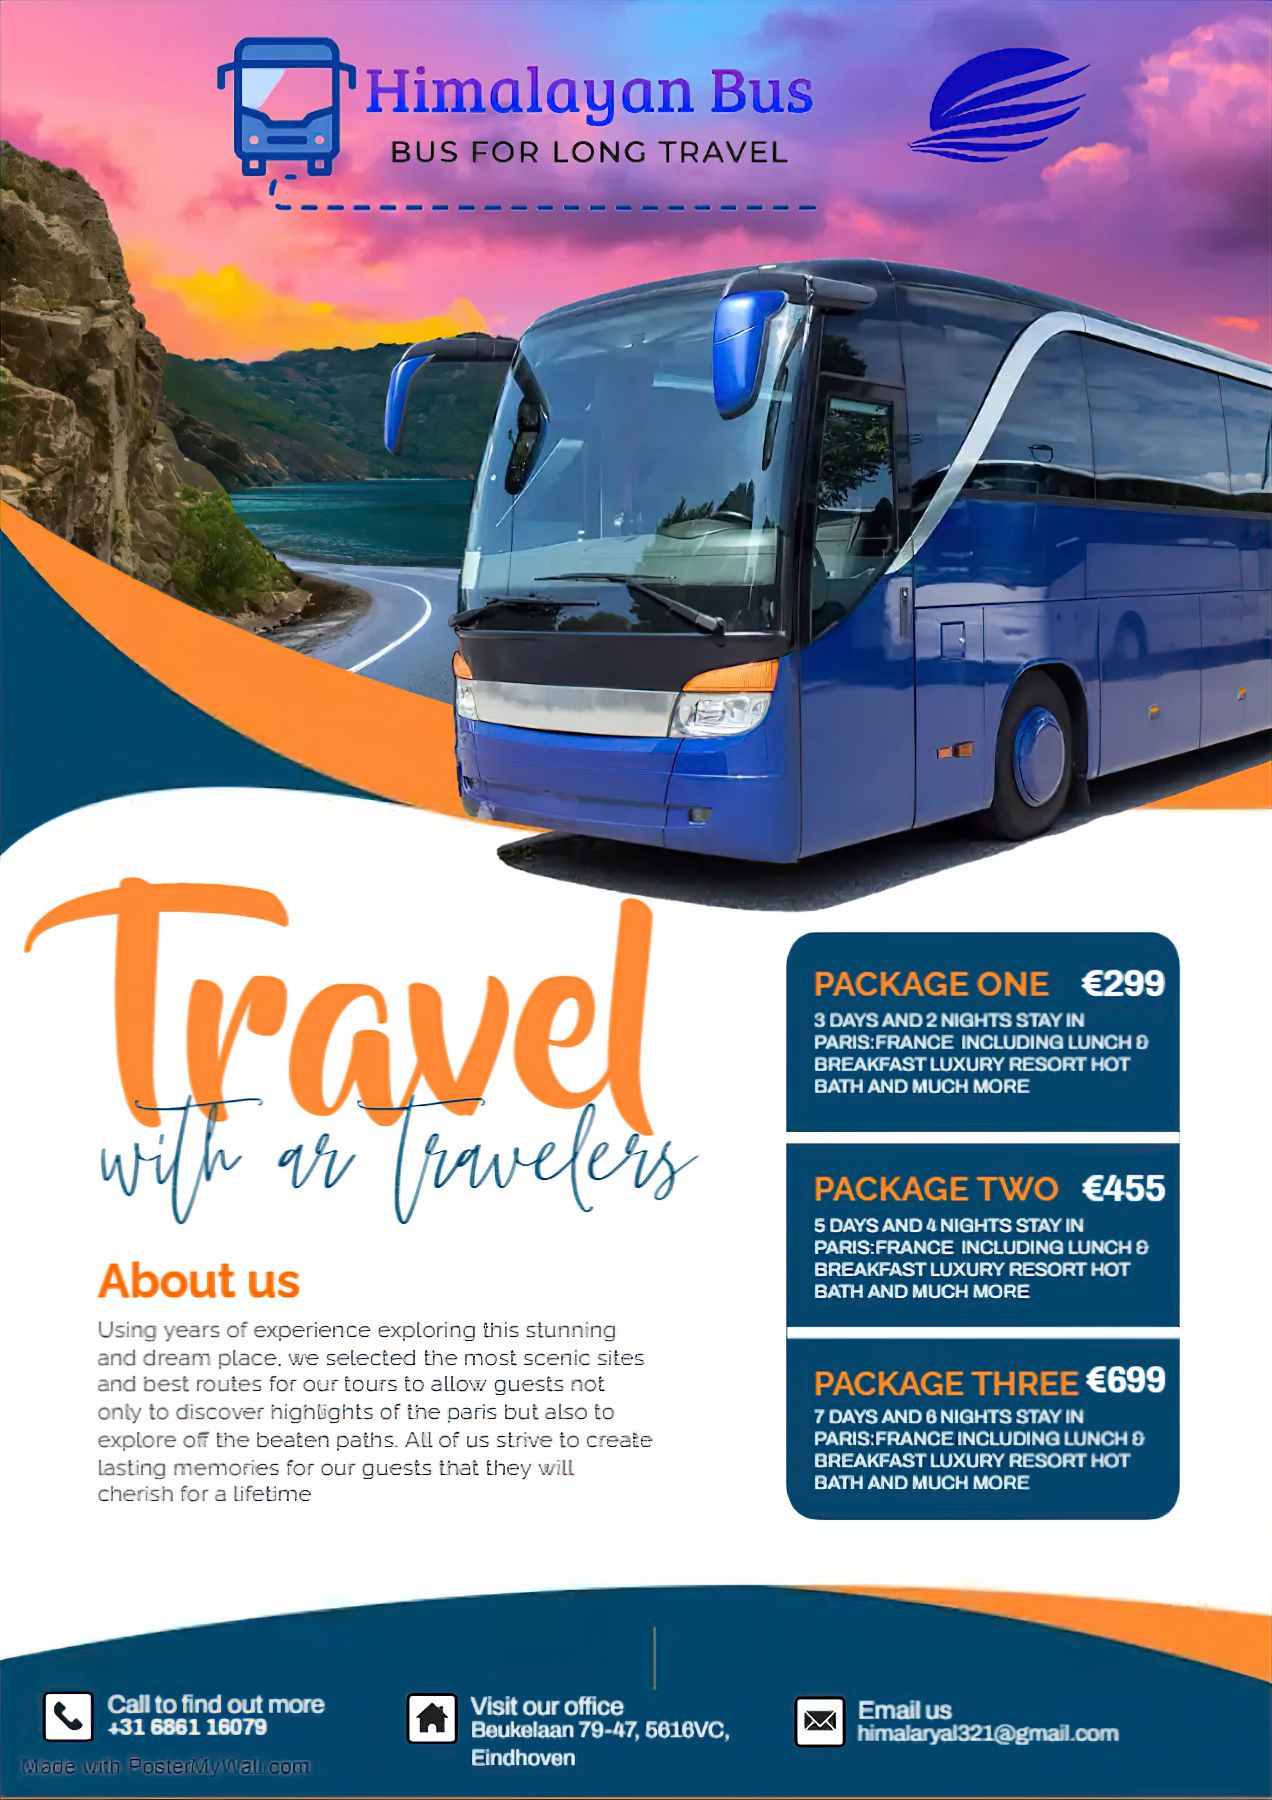 Himalayan Bus
BUS FOR LONG TRAVEL
Travel
with ar travelers
About us
Using years of experience exploring this stunning
and dream place, we selected the most scenic sites
and best routes for our tours to allow guests not
only to discover highlights of the paris but also to
explore off the beaten paths. All of us strive to create
lasting memories for our guests that they will
cherish for a lifetime
PACKAGE ONE €299
3 DAYS AND 2 NIGHTS STAY IN
PARIS:FRANCE INCLUDING LUNCH &
BREAKFAST LUXURY RESORT HOT
BATH AND MUCH MORE
PACKAGE TWO €455
5 DAYS AND 4 NIGHTS STAY IN
PARIS:FRANCE INCLUDING LUNCH &
BREAKFAST LUXURY RESORT HOT
BATH AND MUCH MORE
PACKAGE THREE €699
7 DAYS AND 6 NIGHTS STAY IN
PARIS:FRANCE INCLUDING LUNCH &
BREAKFAST LUXURY RESORT HOT
BATH AND MUCH MORE
Call to find out more
+31 6861 16079
Visit our office
Beukelaan 79-47, 5616VC,
Eindhoven
Email us
himalaryal321@gmail.com
Made with PosterMyWall.com